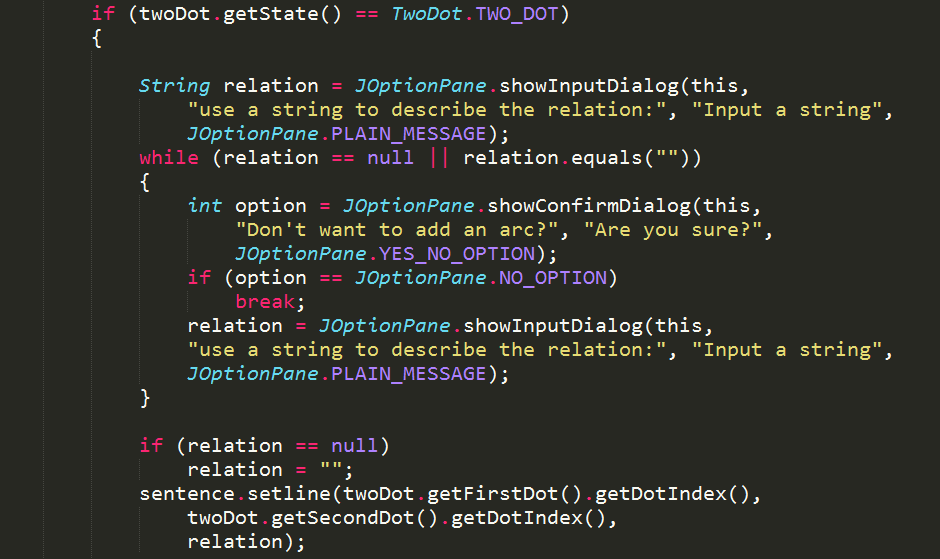 if (twoDot.getState() == TwoDot.TWO_DOT)
{
String relation = JOptionPane.showInputDialog(this,
"use a string to describe the relation:", "Input a string",
JOptionPane.PLAIN_MESSAGE);
while (relation == null || relation.equals(""))
{
int option = JOptionPane.showConfirmDialog(this,
"Don't want to add an arc?", "Are you sure?",
JOptionPane.YES_NO_OPTION);
if (option == JOptionPane.NO_OPTION)
break;
relation = JOptionPane.showInputDialog(this,
"use a string to describe the relation:", "Input a string",
JOptionPane.PLAIN_MESSAGE);
}
if (relation == null)
relation = "";
sentence.setline(twoDot.getFirstDot().getDotIndex(),
twoDot.getSecondDot().getDotIndex(),
relation);